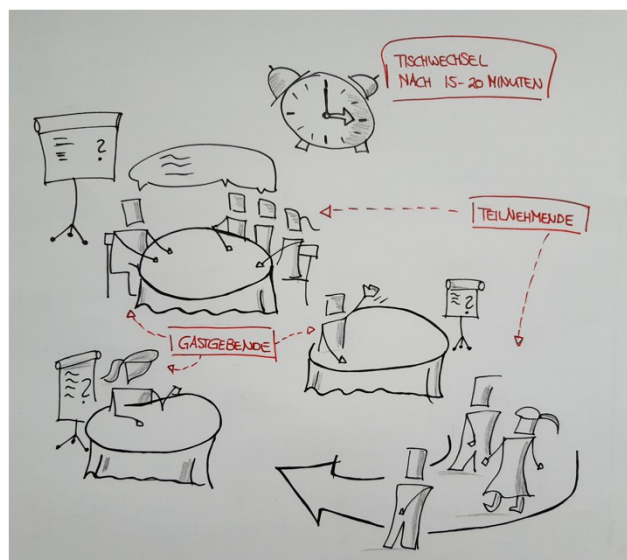 TISCHWECHSEL
NACH 15-20 MINUTEN
?
TEILNEHMENDE
?
GASTGEBENDE
?